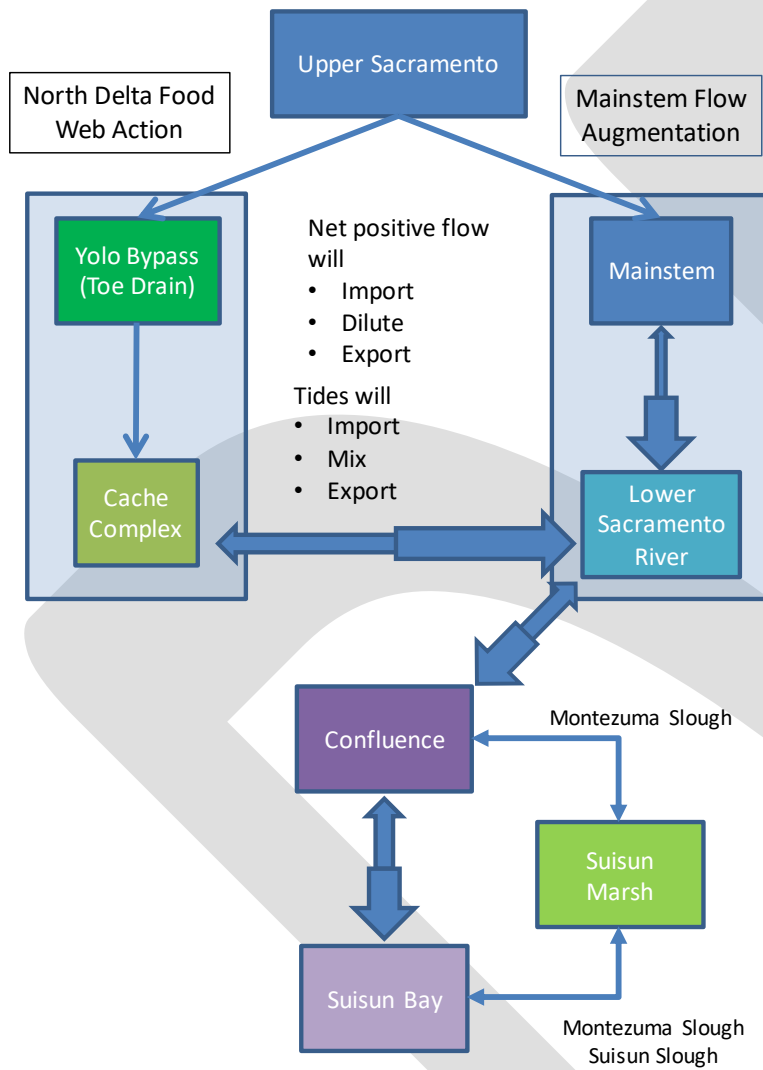 Upper Sacramento
North Delta Food
Web Action
Mainstem Flow
Augmentation
Yolo Bypass
(Toe Drain)
Net positive flow
will
• Import
• Dilute
• Export
Tides will
• Import
• Mix
• Export
Mainstem
Cache
Complex
Lower
Sacramento
River
Confluence
Montezuma Slough
Suisun
Marsh
Suisun Bay
Montezuma Slough
Suisun Slough